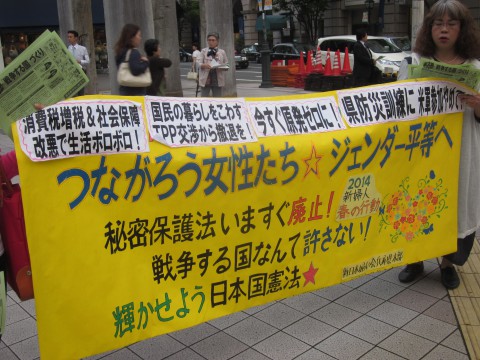 消費税増税&社会保障
改悪で生活ボロボロ!
国民の暮らしをこわす
TPP交渉から撤退を!
今すぐ原発ゼロに!
県防災訓練に
つながろう女性たち☆ジェンダー平等へ
2014
新婦人
春の行動
秘密保護法いますぐ廃止!
戦争する国なんて許さない!
輝かせよう日本国憲法★